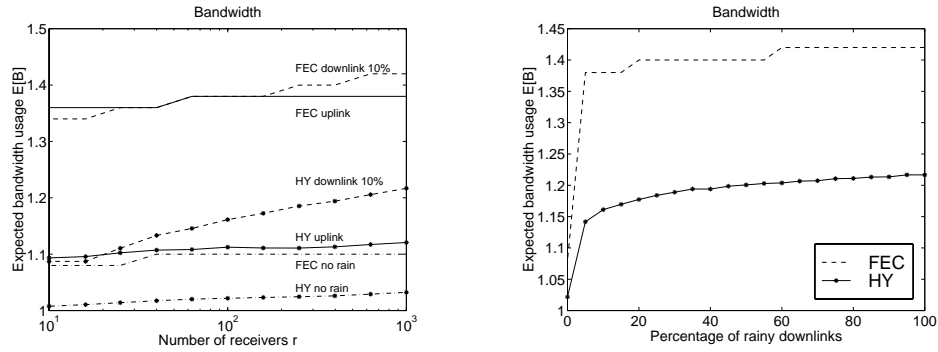 Bandwidth
Expected bandwidth usage E[B]
1.5
1.4
1.3
1.2
1.1
1
FEC downlink 10%
FEC uplink
HY downlink 10%
HY uplink
FEC no rain
HY no rain
10^1
10^2
10^3
Number of receivers r
Bandwidth
Expected bandwidth usage E[B]
1.45
1.4
1.35
1.3
1.25
1.2
1.15
1.1
1.05
1
FEC
HY
0 20 40 60 80 100
Percentage of rainy downlinks